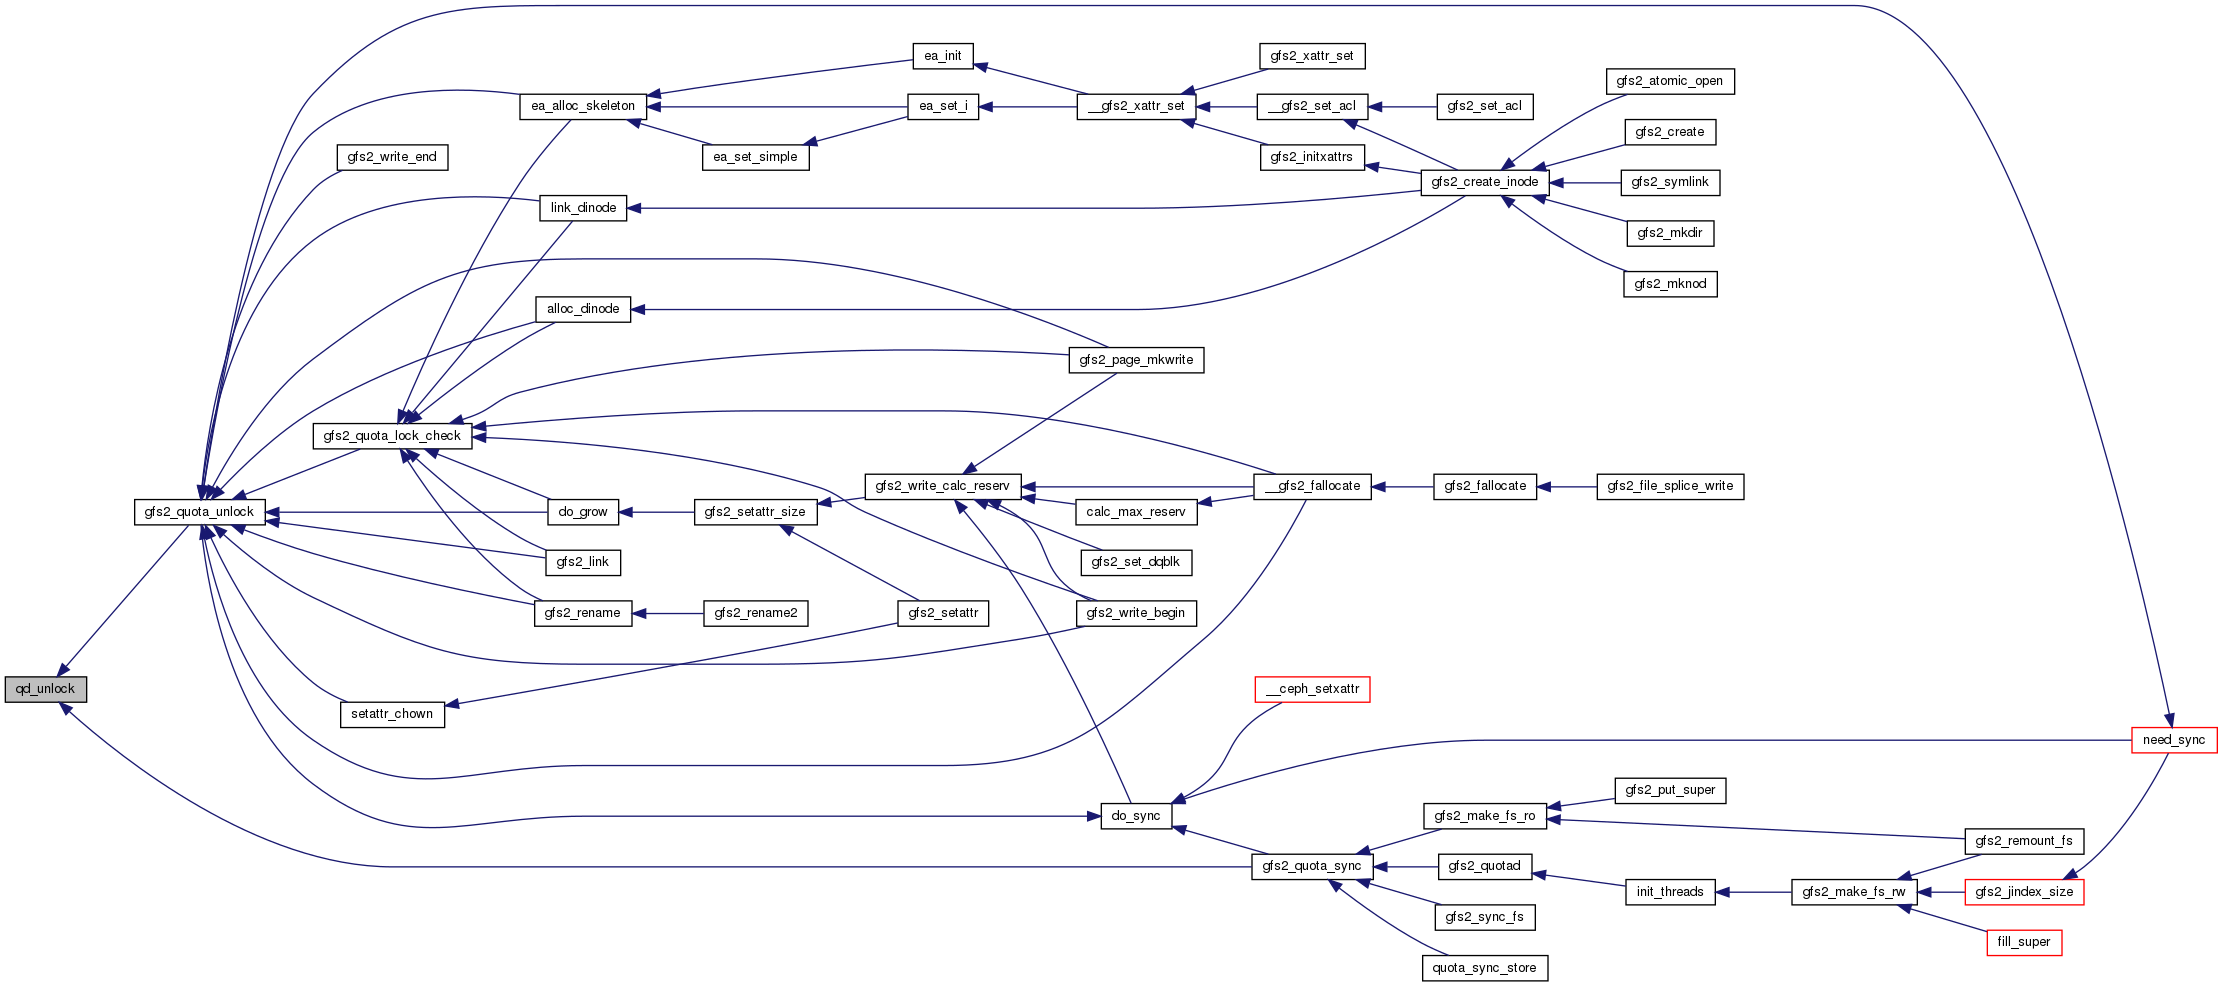 ea_init
gfs2_xattr_set
gfs2_atomic_open
ea_alloc_skeleton
ea_set_i
__gfs2_xattr_set
__gfs2_set_acl
gfs2_set_acl
gfs2_create
gfs2_write_end
ea_set_simple
gfs2_initxattrs
gfs2_create_inode
gfs2_symlink
link_dinode
gfs2_mkdir
gfs2_mknod
alloc_dinode
gfs2_page_mkwrite
gfs2_quota_lock_check
gfs2_write_calc_reserv
__gfs2_fallocate
gfs2_fallocate
gfs2_file_splice_write
gfs2_quota_unlock
do_grow
gfs2_setattr_size
calc_max_reserv
gfs2_link
gfs2_set_dqblk
gfs2_rename
gfs2_rename2
gfs2_setattr
gfs2_write_begin
qd_unlock
__ceph_setxattr
setattr_chown
need_sync
gfs2_put_super
do_sync
gfs2_make_fs_ro
gfs2_remount_fs
gfs2_quota_sync
gfs2_quotad
init_threads
gfs2_make_fs_rw
gfs2_jindex_size
gfs2_sync_fs
fill_super
quota_sync_store